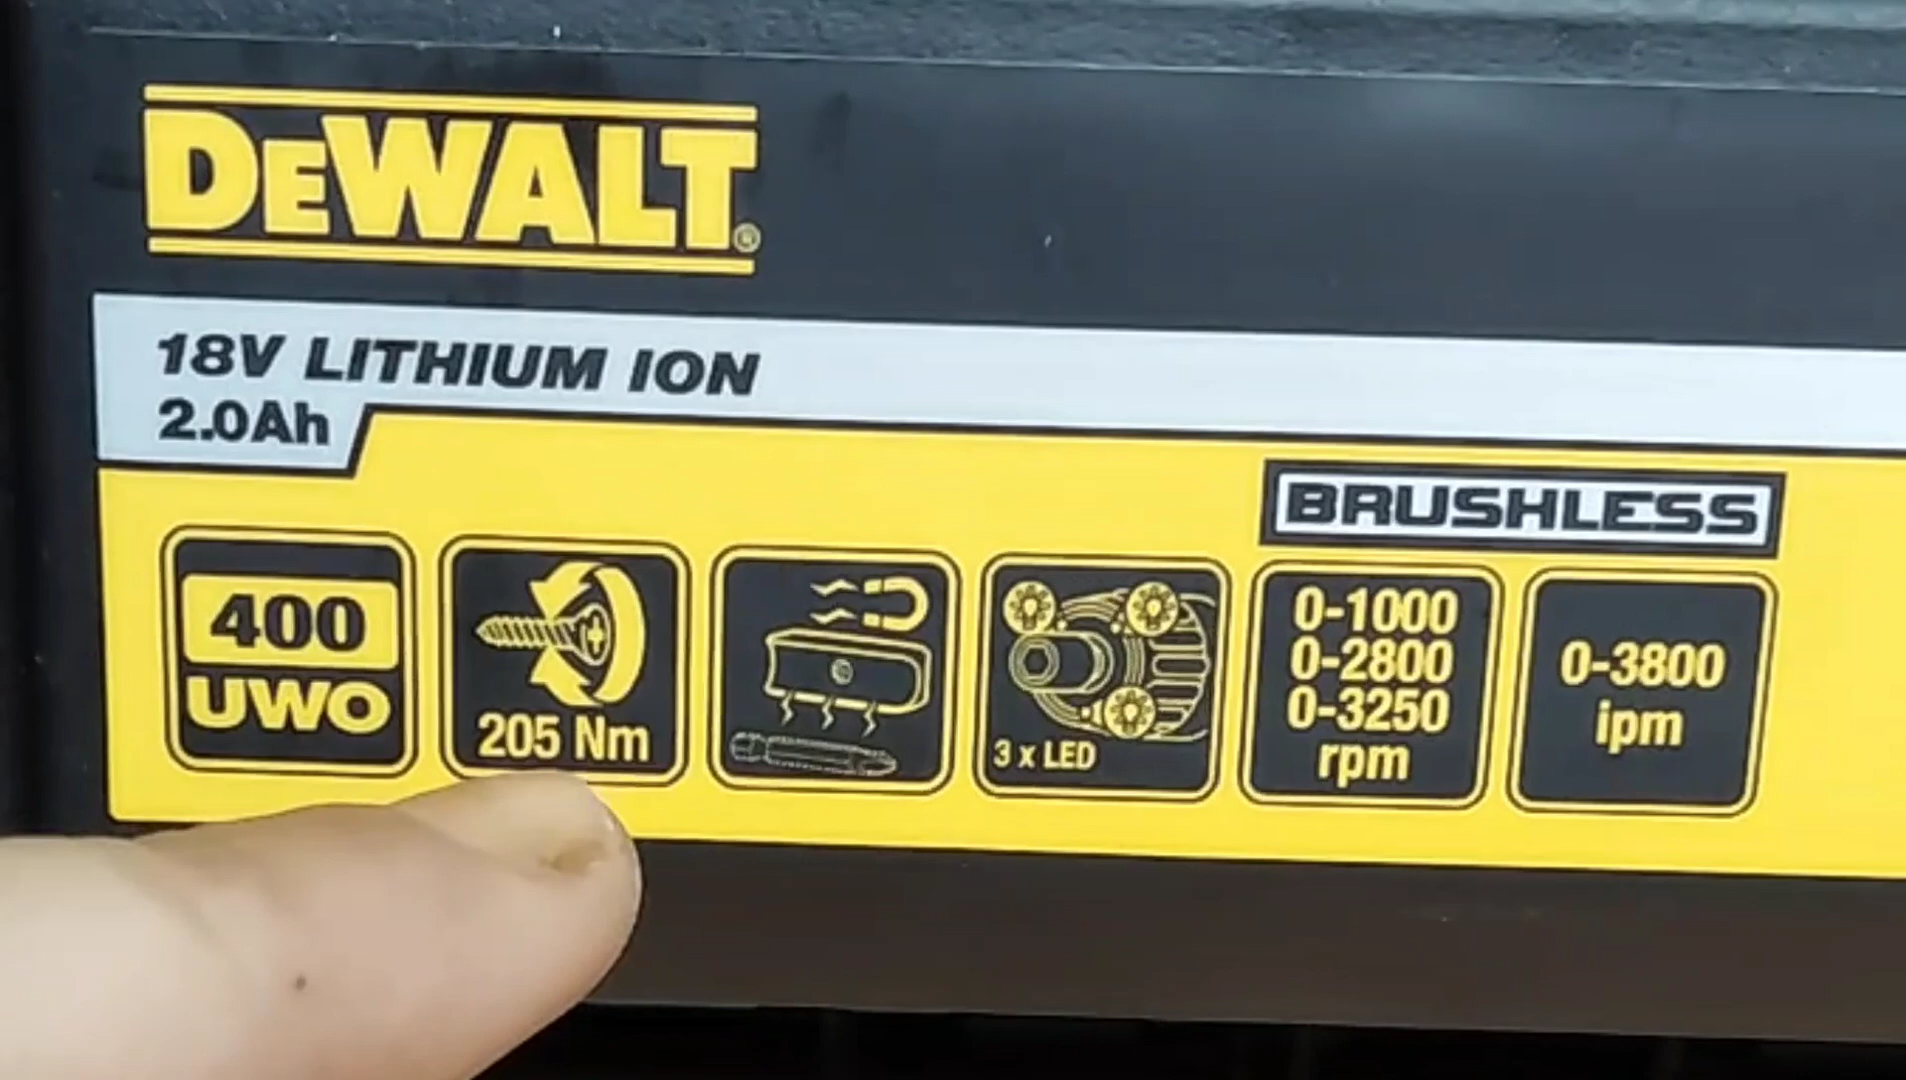 DEWALT®
18V LITHIUM ION
2.0Ah
BRUSHLESS
400
UWO
205 Nm
3 x LED
0-1000
0-2800
0-3250
rpm
0-3800
ipm